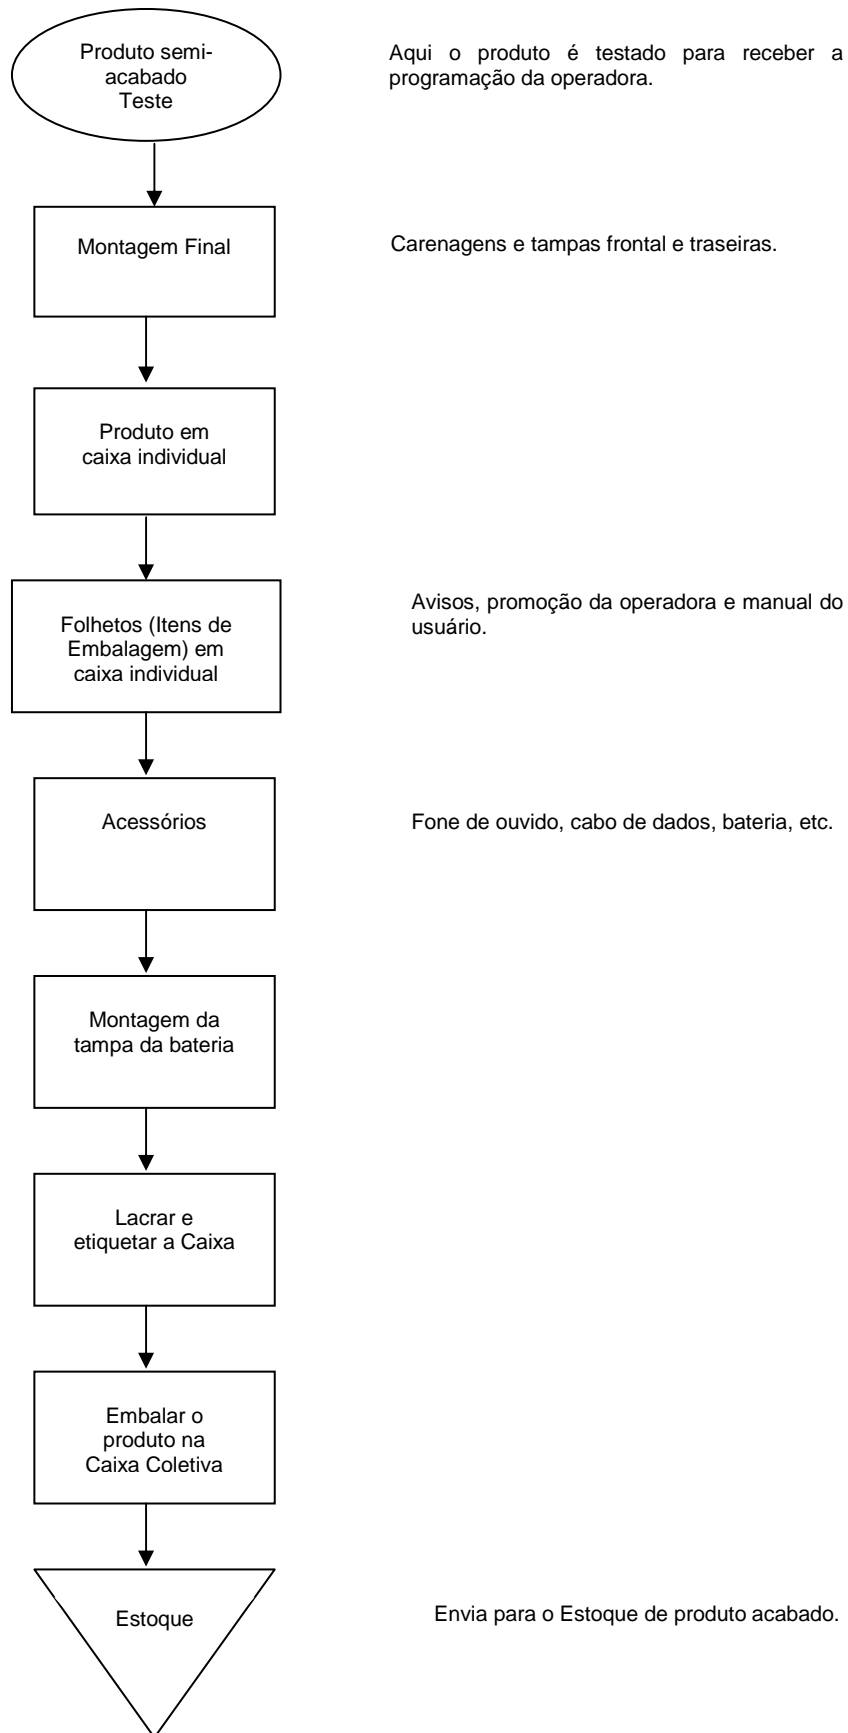 Produto semi-
acabado
Teste
Aqui o produto é testado para receber a
programação da operadora.
Montagem Final
Carenagens e tampas frontal e traseiras.
Produto em
caixa individual
Folhetos (Itens de
Embalagem) em
caixa individual
Avisos, promoção da operadora e manual do
usuário.
Acessórios
Fone de ouvido, cabo de dados, bateria, etc.
Montagem da
tampa da bateria
Lacrar e
etiquetar a Caixa
Embalar o
produto na
Caixa Coletiva
Estoque
Envia para o Estoque de produto acabado.